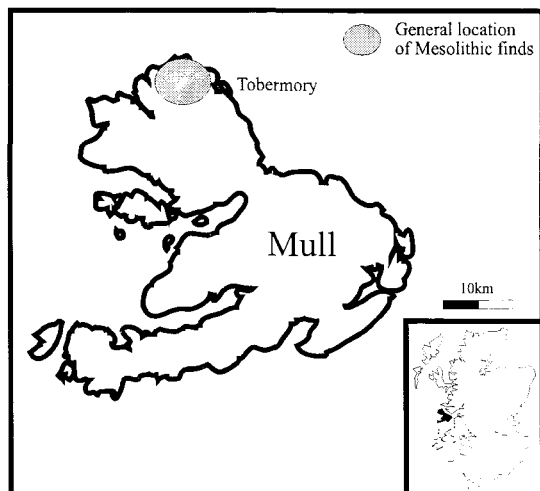 General location
of Mesolithic finds
Tobermory
Mull
10km